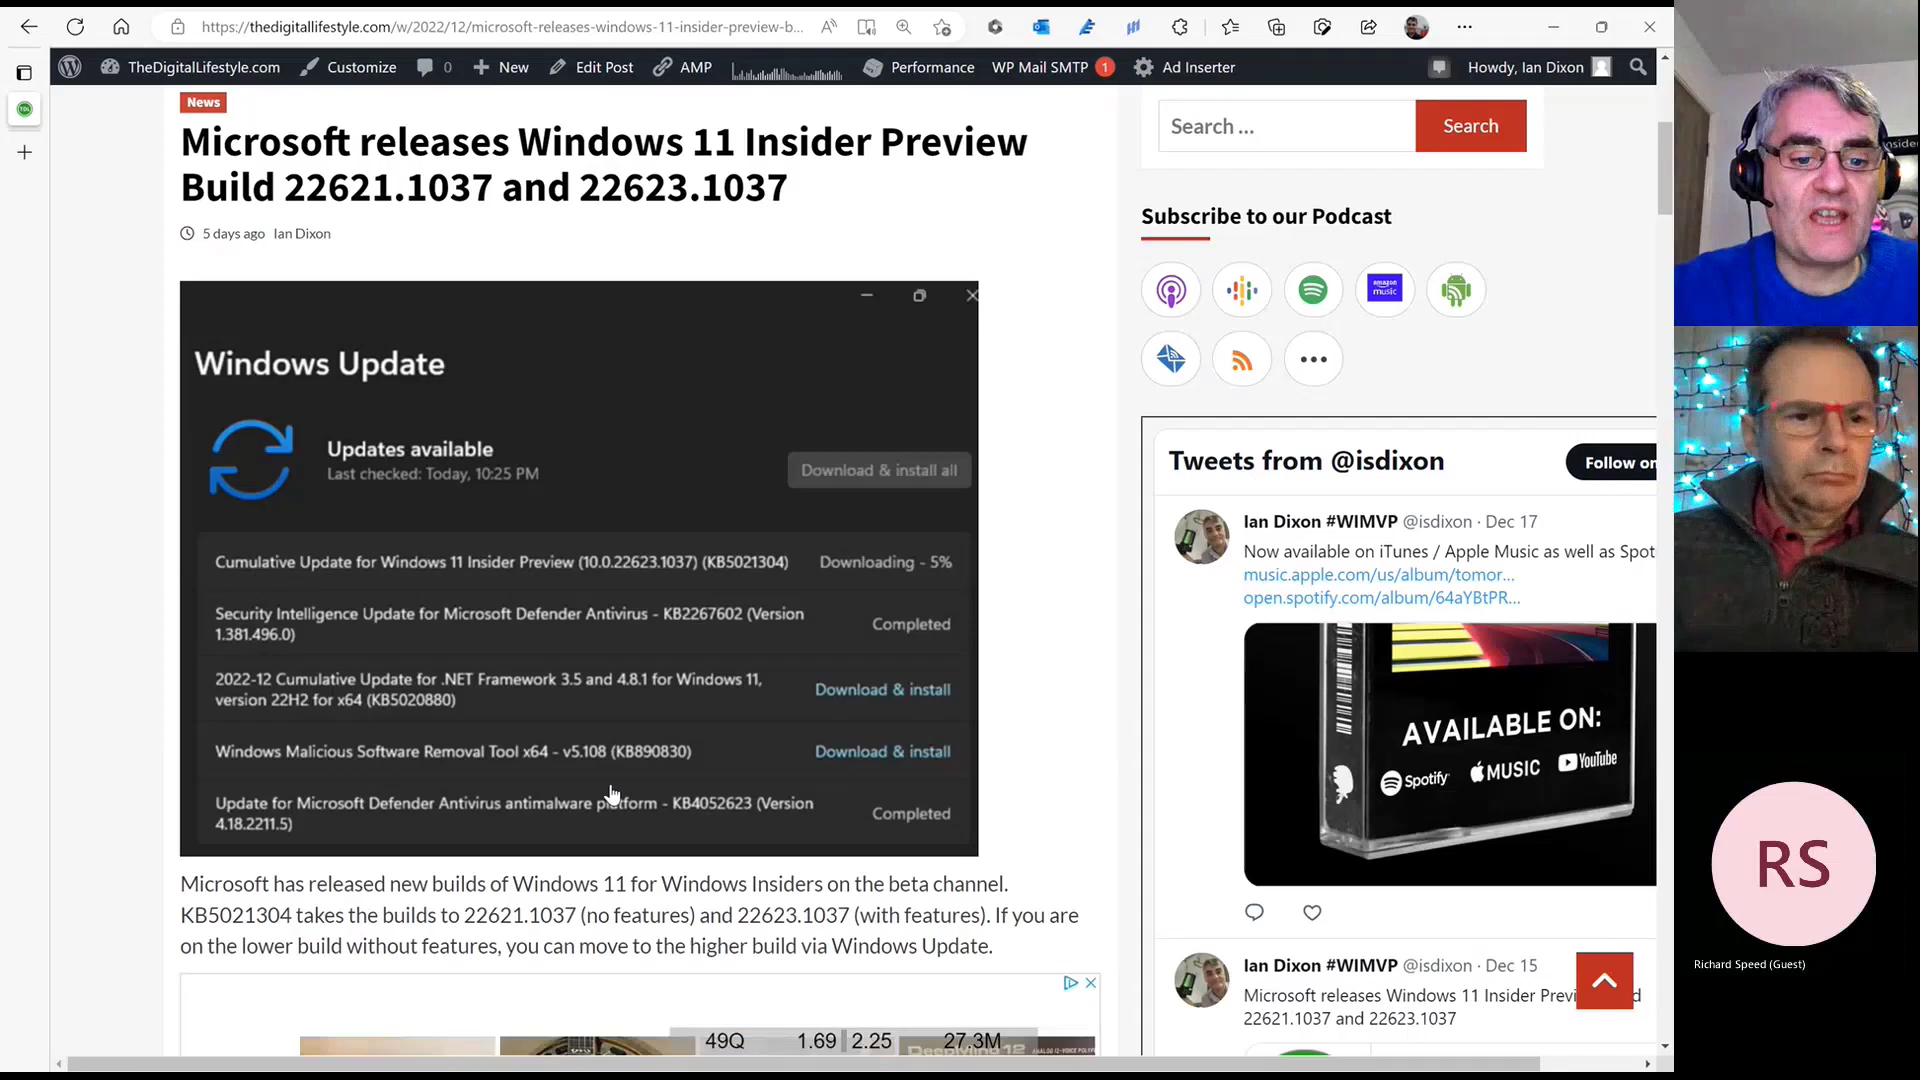 https://thedigitallifestyle.com/w/2022/12/microsoft-releases-windows-11-insider-preview-b...
TheDigitalLifestyle.com Customize 0 New Edit Post AMP Performance WP Mail SMTP 1 Ad Inserter Howdy, Ian Dixon
News
Microsoft releases Windows 11 Insider Preview
Build 22621.1037 and 22623.1037
5 days ago Ian Dixon
Windows Update
Updates available
Last checked: Today, 10:25 PM
Download & install all
Cumulative Update for Windows 11 Insider Preview (10.0.22623.1037) (KB5021304) Downloading - 5%
Security Intelligence Update for Microsoft Defender Antivirus - KB2267602 (Version
1.381.496.0)
Completed
2022-12 Cumulative Update for .NET Framework 3.5 and 4.8.1 for Windows 11,
version 22H2 for x64 (KB5020880)
Download & install
Windows Malicious Software Removal Tool x64 - v5.108 (KB890830) Download & install
Update for Microsoft Defender Antivirus antimalware platform - KB4052623 (Version
4.18.2211.5)
Completed
Microsoft has released new builds of Windows 11 for Windows Insiders on the beta channel.
KB5021304 takes the builds to 22621.1037 (no features) and 22623.1037 (with features). If you are
on the lower build without features, you can move to the higher build via Windows Update.
49Q 1.69 2.25 27.3M
Search ...
Search
Subscribe to our Podcast
amazon
music
Tweets from @isdixon
Follow on
Ian Dixon #WIMVP @isdixon · Dec 17
Now available on iTunes / Apple Music as well as Spot
music.apple.com/us/album/tomor...
open.spotify.com/album/64aYBtPR...
AVAILABLE ON:
Spotify MUSIC YouTube
Ian Dixon #WIMVP @isdixon · Dec 15
Microsoft releases Windows 11 Insider Previ
22621.1037 and 22623.1037
RS
Richard Speed (Guest)